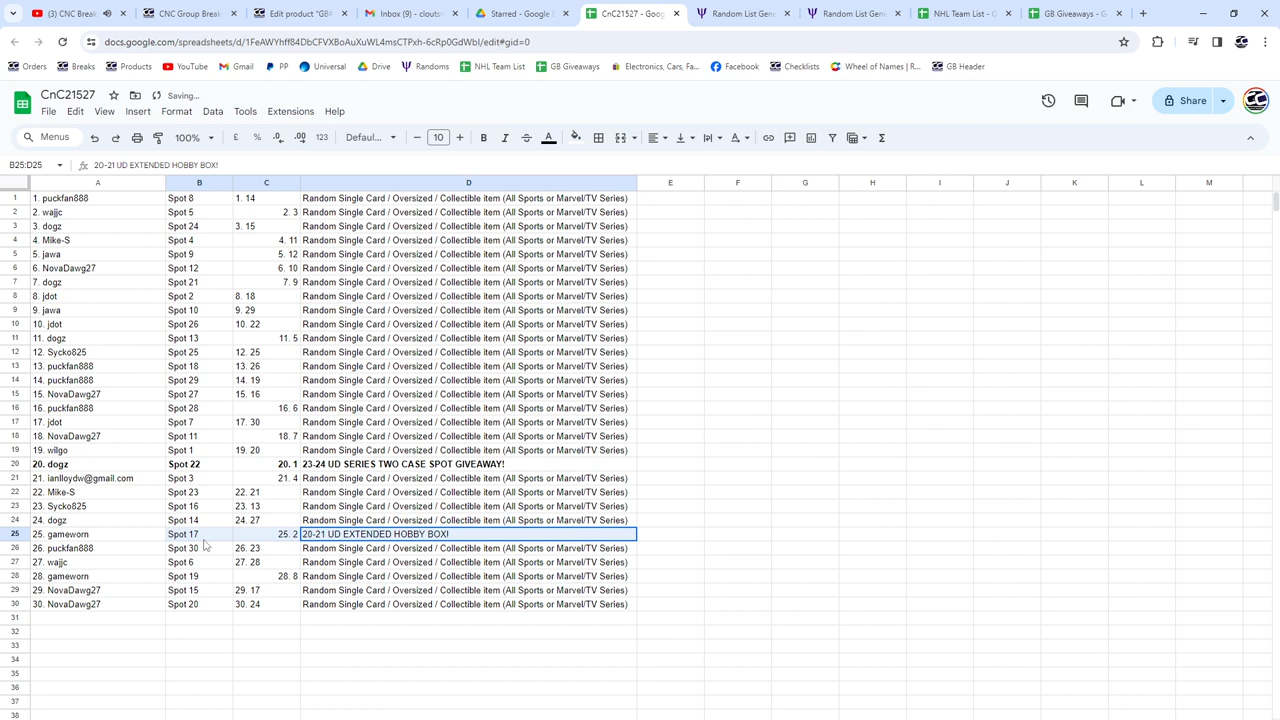 (3) CNC Break
CNC Group Break
Our product "GB
Inbox (9) - cloutsn
Google
CnC21527 - Goog
Random
Random List Rando
NHL Team List - G
GB Giveaways - G
docs.google.com/spreadsheets/d/
/edit#gid=0
Orders Breaks Products YouTube Gmail PP Universal Drive Randoms NHL Team List GB Giveaways Electronics, Cars, Fa... Facebook Checklists Wheel of Names | R... GB Header
CnC21527 Saving...
File Edit View Insert Format Data Tools Extensions Help
Share
Menus 100% £ % .0 .00 123 Defaul... 10 B I A
B25:D25 fx 20-21 UD EXTENDED HOBBY BOX!
A B C D E F G H I J K L M
1 1. puckfan888 Spot 8 1. 14 Random Single Card / Oversized / Collectible Item (All Sports or Marvel/TV Series)
2 2. wajjc Spot 5 2. 3 Random Single Card / Oversized / Collectible Item (All Sports or Marvel/TV Series)
3 3. dogz Spot 24 3. 15 Random Single Card / Oversized / Collectible Item (All Sports or Marvel/TV Series)
4 4. Mike-S Spot 4 4. 11 Random Single Card / Oversized / Collectible Item (All Sports or Marvel/TV Series)
5 5. jawa Spot 9 5. 12 Random Single Card / Oversized / Collectible Item (All Sports or Marvel/TV Series)
6 6. NovaDawg27 Spot 12 6. 10 Random Single Card / Oversized / Collectible Item (All Sports or Marvel/TV Series)
7 7. dogz Spot 21 7. 9 Random Single Card / Oversized / Collectible Item (All Sports or Marvel/TV Series)
8 8. jdot Spot 2 8. 18 Random Single Card / Oversized / Collectible Item (All Sports or Marvel/TV Series)
9 9. jawa Spot 10 9. 29 Random Single Card / Oversized / Collectible Item (All Sports or Marvel/TV Series)
10 10. jdot Spot 26 10. 22 Random Single Card / Oversized / Collectible Item (All Sports or Marvel/TV Series)
11 11. dogz Spot 13 11. 5 Random Single Card / Oversized / Collectible Item (All Sports or Marvel/TV Series)
12 12. Sycko825 Spot 25 12. 25 Random Single Card / Oversized / Collectible Item (All Sports or Marvel/TV Series)
13 13. puckfan888 Spot 18 13. 26 Random Single Card / Oversized / Collectible Item (All Sports or Marvel/TV Series)
14 14. puckfan888 Spot 29 14. 19 Random Single Card / Oversized / Collectible Item (All Sports or Marvel/TV Series)
15 15. NovaDawg27 Spot 27 15. 16 Random Single Card / Oversized / Collectible Item (All Sports or Marvel/TV Series)
16 16. puckfan888 Spot 28 16. 6 Random Single Card / Oversized / Collectible Item (All Sports or Marvel/TV Series)
17 17. jdot Spot 7 17. 30 Random Single Card / Oversized / Collectible Item (All Sports or Marvel/TV Series)
18 18. NovaDawg27 Spot 11 18. 7 Random Single Card / Oversized / Collectible Item (All Sports or Marvel/TV Series)
19 19. wilgo Spot 1 19. 20 Random Single Card / Oversized / Collectible Item (All Sports or Marvel/TV Series)
20 20. dogz Spot 22 20. 1 23-24 UD SERIES TWO CASE SPOT GIVEAWAY!
21 21. ianlloydw@gmail.com Spot 3 21. 4 Random Single Card / Oversized / Collectible Item (All Sports or Marvel/TV Series)
22 22. Mike-S Spot 23 22. 21 Random Single Card / Oversized / Collectible Item (All Sports or Marvel/TV Series)
23 23. Sycko825 Spot 16 23. 13 Random Single Card / Oversized / Collectible Item (All Sports or Marvel/TV Series)
24 24. dogz Spot 14 24. 27 Random Single Card / Oversized / Collectible Item (All Sports or Marvel/TV Series)
25 25. gameworn Spot 17 25. 2 20-21 UD EXTENDED HOBBY BOX!
26 26. puckfan888 Spot 30 26. 23 Random Single Card / Oversized / Collectible Item (All Sports or Marvel/TV Series)
27 27. wajjc Spot 6 27. 28 Random Single Card / Oversized / Collectible Item (All Sports or Marvel/TV Series)
28 28. gameworn Spot 19 28. 8 Random Single Card / Oversized / Collectible Item (All Sports or Marvel/TV Series)
29 29. NovaDawg27 Spot 15 29. 17 Random Single Card / Oversized / Collectible Item (All Sports or Marvel/TV Series)
30 30. NovaDawg27 Spot 20 30. 24 Random Single Card / Oversized / Collectible Item (All Sports or Marvel/TV Series)
31
32
33
34
35
36
37
38